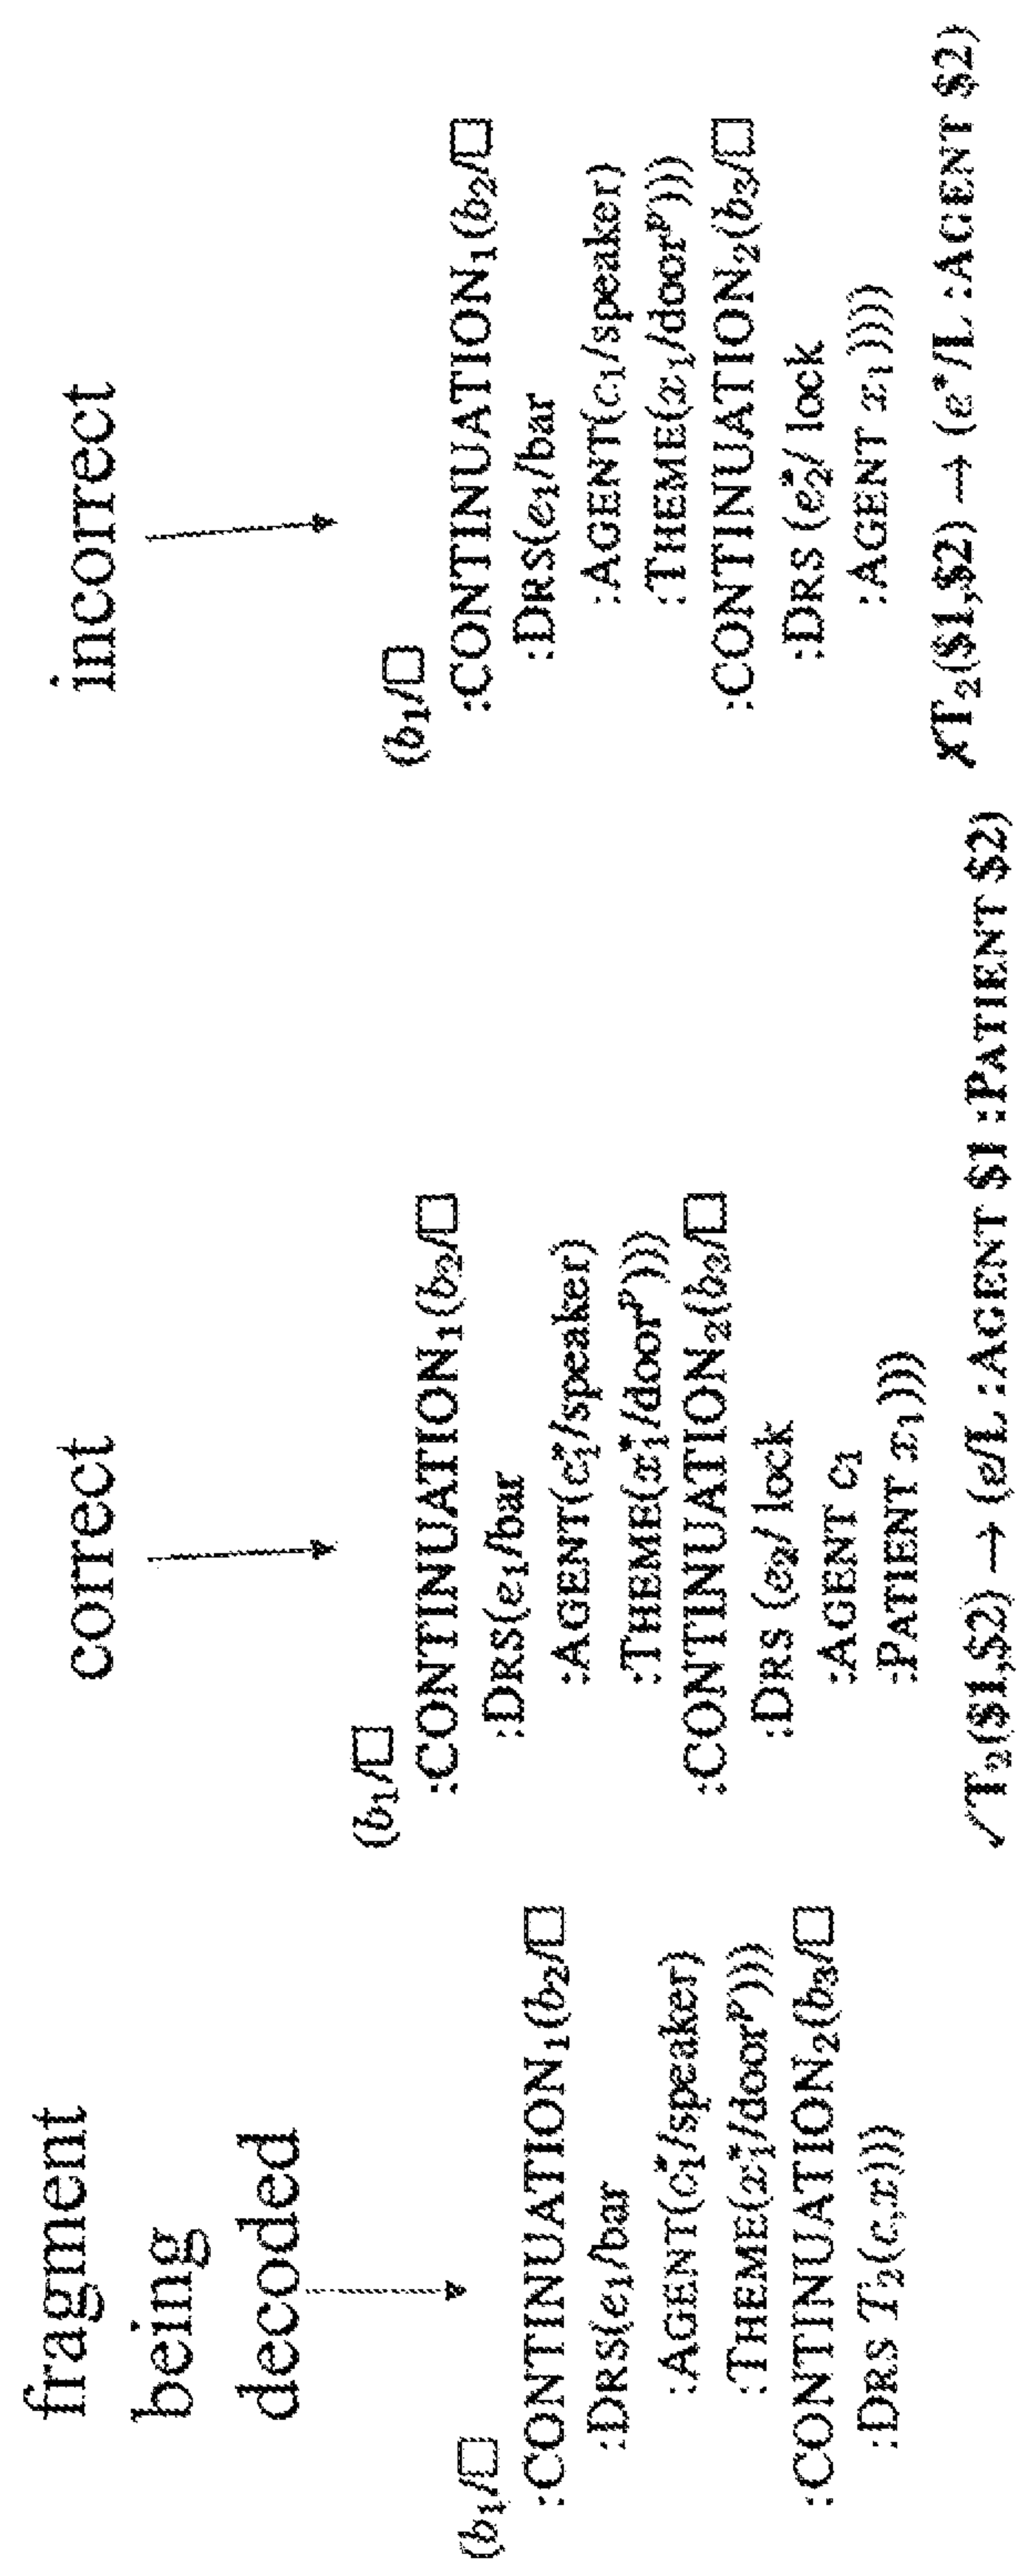 fragment
being
decoded
(b₁/□
:CONTINUATION₁(b₂/□
:DRS(e₁/bar
:AGENT(c₁*/speaker)
:THEME(x₁*/doorᵖ)))
:CONTINUATION₂(b₃/□
:DRS T₂(c,x)))
correct
(b₁/□
:CONTINUATION₁(b₂/□
:DRS(e₁/bar
:AGENT(c₁*/speaker)
:THEME(x₁*/doorᵖ)))
:CONTINUATION₂(b₃/□
:DRS (e₂/ lock
:AGENT c₁
:PATIENT x₁)))
✓T₂($1,$2) → (e/L :AGENT $1 :PATIENT $2)
incorrect
(b₁/□
:CONTINUATION₁(b₂/□
:DRS(e₁/bar
:AGENT(c₁/speaker)
:THEME(x₁/doorᵖ)))
:CONTINUATION₂(b₃/□
:DRS (e₂*/ lock
:AGENT x₁))))
✗T₂($1,$2) → (e*/L :AGENT $2)